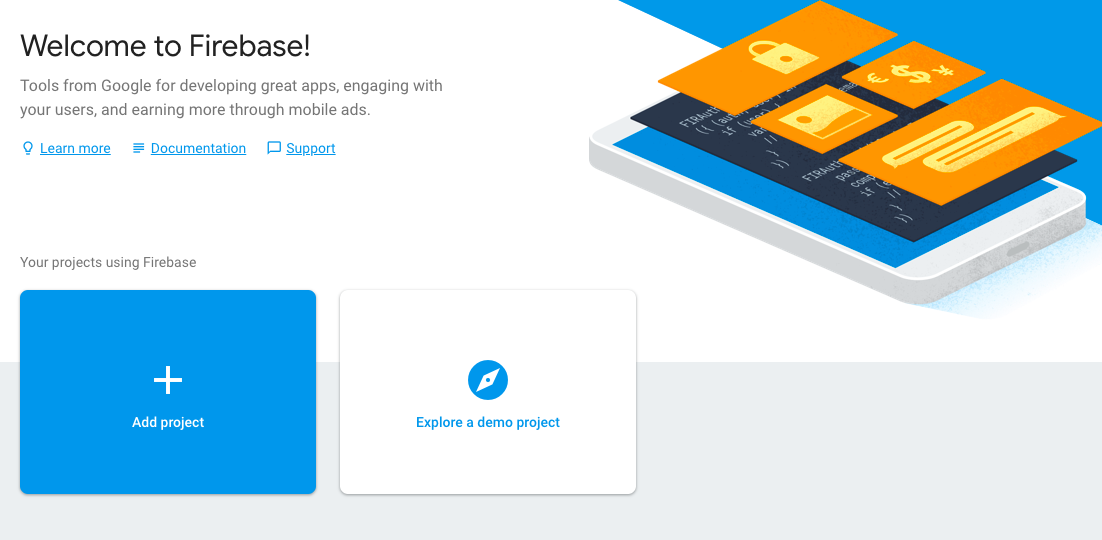 Welcome to Firebase!
Tools from Google for developing great apps, engaging with
your users, and earning more through mobile ads.
Learn more
Documentation
Support
Your projects using Firebase
Add project
Explore a demo project